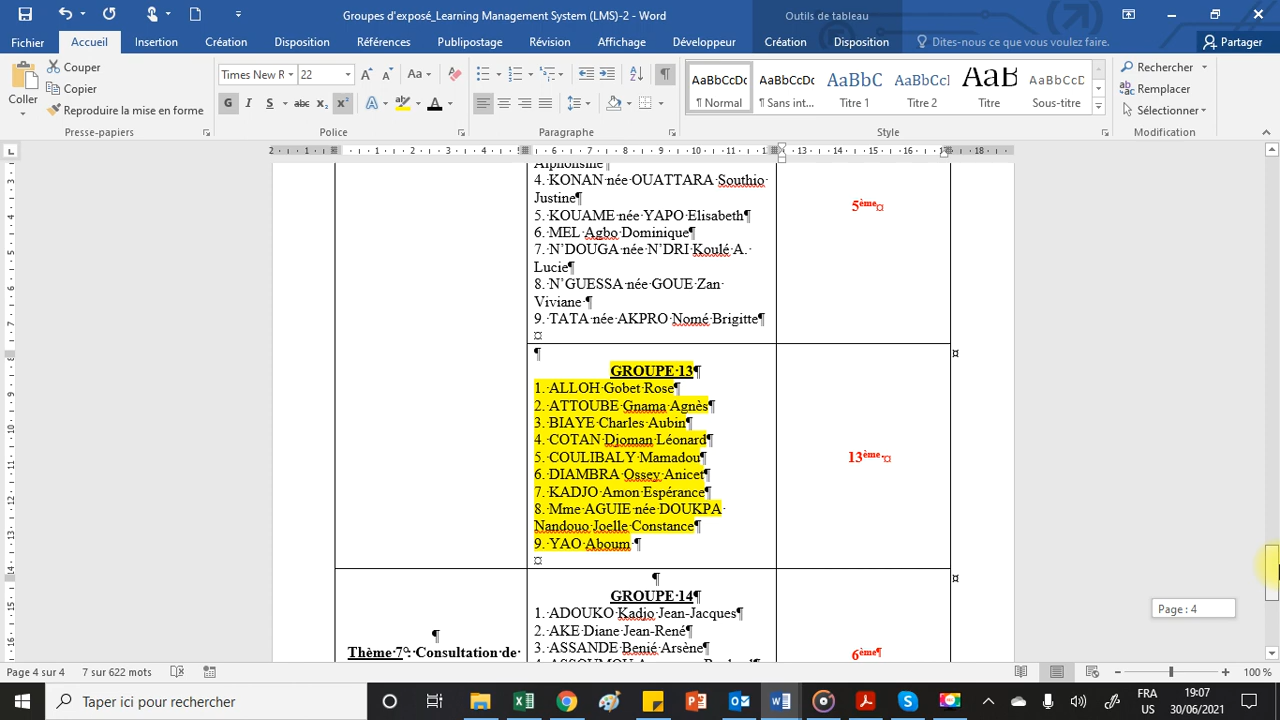 Groupes d'exposé_Learning Management System (LMS)-2 - Word
Outils de tableau
Fichier Accueil Insertion Création Disposition Références Publipostage Révision Affichage Développeur Création Disposition Dites-nous ce que vous voulez faire. Partager
Coller
Couper
Copier
Reproduire la mise en forme
Presse-papiers
Times New R 22
Police
Paragraphe
AaBbCcDc AaBbCcDc AaBbC AaBbCc AaB AaBbCcD
¶ Normal ¶ Sans int... Titre 1 Titre 2 Titre Sous-titre
Style
Rechercher
Remplacer
Sélectionner
Modification
Alphonsine
4. KONAN née OUATTARA Southio
Justine¶
5. KOUAME née YAPO Elisabeth¶
6. MEL Agbo Dominique¶
7. N'DOUGA née N'DRI Koulé A.
Lucie¶
8. N'GUESSA née GOUE Zan
Viviane ¶
9. TATA née AKPRO Nomé Brigitte¶
5ème¤
¶
GROUPE 13¶
1. ALLOH Gobet Rose¶
2. ATTOUBE Gnama Agnès¶
3. BIAYE Charles Aubin¶
4. COTAN Djoman Léonard¶
5. COULIBALY Mamadou¶
6. DIAMBRA Ossey Anicet¶
7. KADJO Amon Espérance¶
8. Mme AGUIE née DOUKPA
Nandouo Joelle Constance¶
9. YAO Aboum ¶
¤
13ème ¤
¶
Thème 7 : Consultation de
¶
GROUPE 14¶
1. ADOUKO Kadjo Jean-Jacques¶
2. AKE Diane Jean-René¶
3. ASSANDE Benié Arsène¶
6ème¶
Page : 4
Page 4 sur 4 7 sur 622 mots 100 %
Taper ici pour rechercher
FRA
US
19:07
30/06/2021